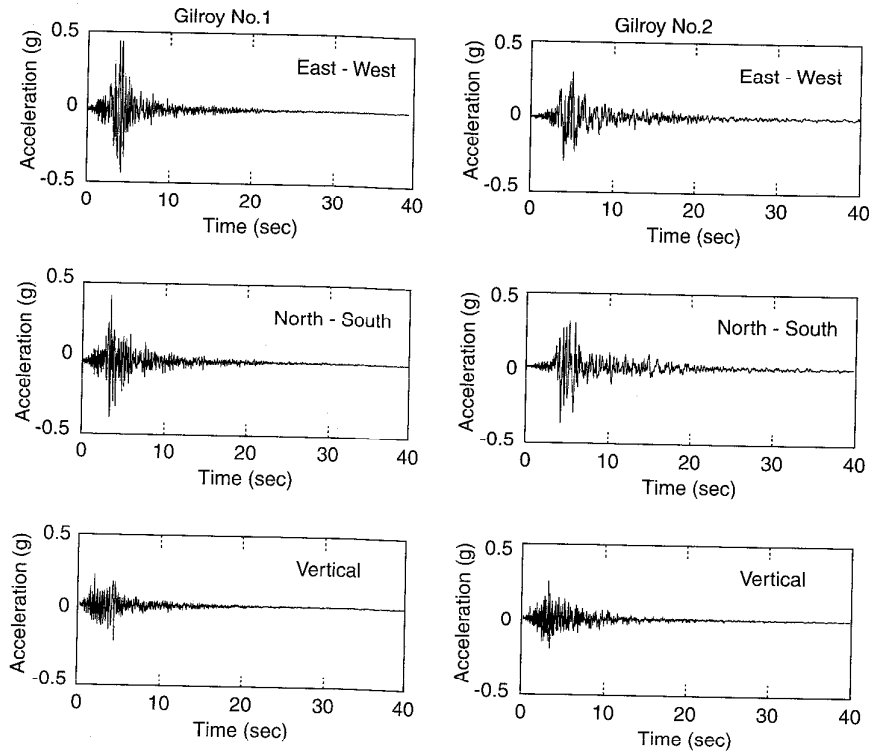 Gilroy No.1
0.5
0
-0.5
Acceleration (g)
East - West
0 10 20 30 40
Time (sec)
Gilroy No.2
0.5
0
-0.5
Acceleration (g)
East - West
0 10 20 30 40
Time (sec)
0.5
0
-0.5
Acceleration (g)
North - South
0 10 20 30 40
Time (sec)
0.5
0
-0.5
Acceleration (g)
North - South
0 10 20 30 40
Time (sec)
0.5
0
-0.5
Acceleration (g)
Vertical
0 10 20 30 40
Time (sec)
0.5
0
-0.5
Acceleration (g)
Vertical
0 10 20 30 40
Time (sec)